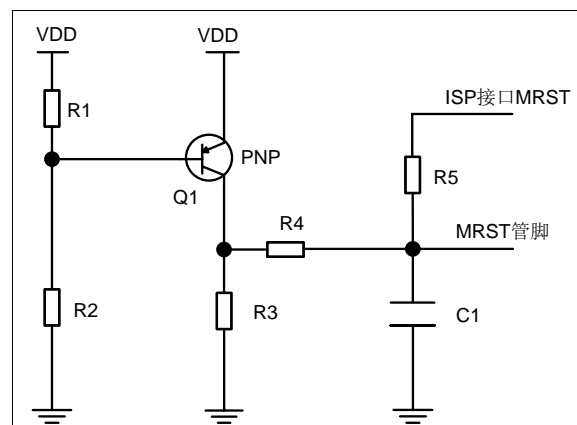 VDD
VDD
ISP接口MRST
R1
PNP
R5
Q1
R4
MRST管脚
R2
R3
C1